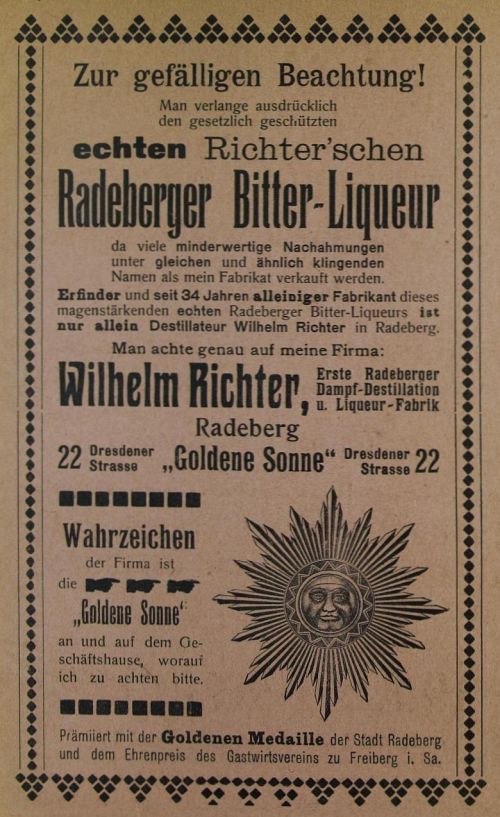 Zur gefälligen Beachtung!
Man verlange ausdrücklich
den gesetzlich geschützten
echten Richter'schen
Radeberger Bitter-Liqueur
da viele minderwertige Nachahmungen
unter gleichen und ähnlich klingenden
Namen als mein Fabrikat verkauft werden.
Erfinder und seit 34 Jahren alleiniger Fabrikant dieses
magenstärkenden echten Radeberger Bitter-Liqueurs ist
nur allein Destillateur Wilhelm Richter in Radeberg.
Man achte genau auf meine Firma:
Wilhelm Richter,
Erste Radeberger
Dampf-Destillation
u. Liqueur-Fabrik
Radeberg
22 Dresdener Strasse „Goldene Sonne“ Dresdener Strasse 22
Wahrzeichen
der Firma ist
die
„Goldene Sonne“
an und auf dem Ge-
schäftshause, worauf
ich zu achten bitte.
Prämiiert mit der Goldenen Medaille der Stadt Radeberg
und dem Ehrenpreis des Gastwirtsvereins zu Freiberg i. Sa.